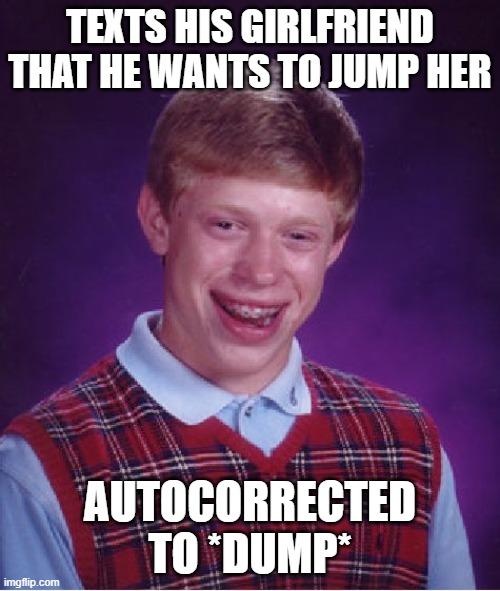 TEXTS HIS GIRLFRIEND
THAT HE WANTS TO JUMP HER
AUTOCORRECTED
TO *DUMP*
imgflip.com